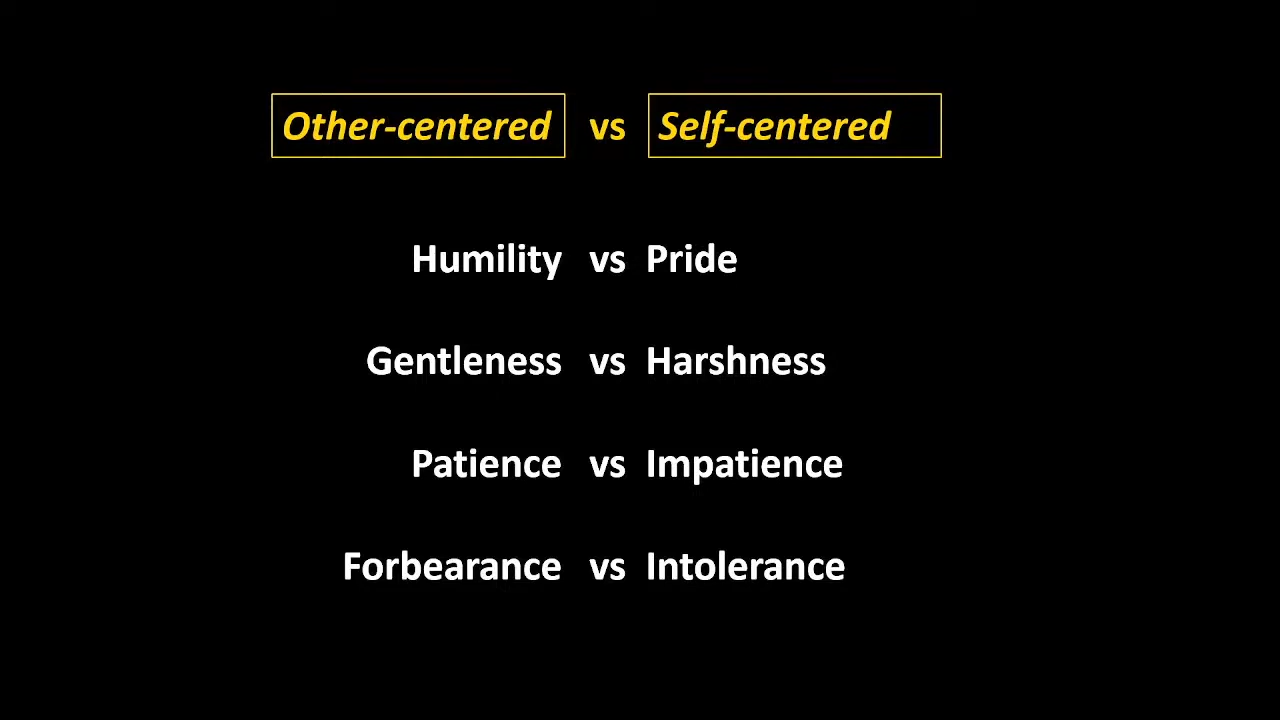 Other-centered vs Self-centered
Humility vs Pride
Gentleness vs Harshness
Patience vs Impatience
Forbearance vs Intolerance